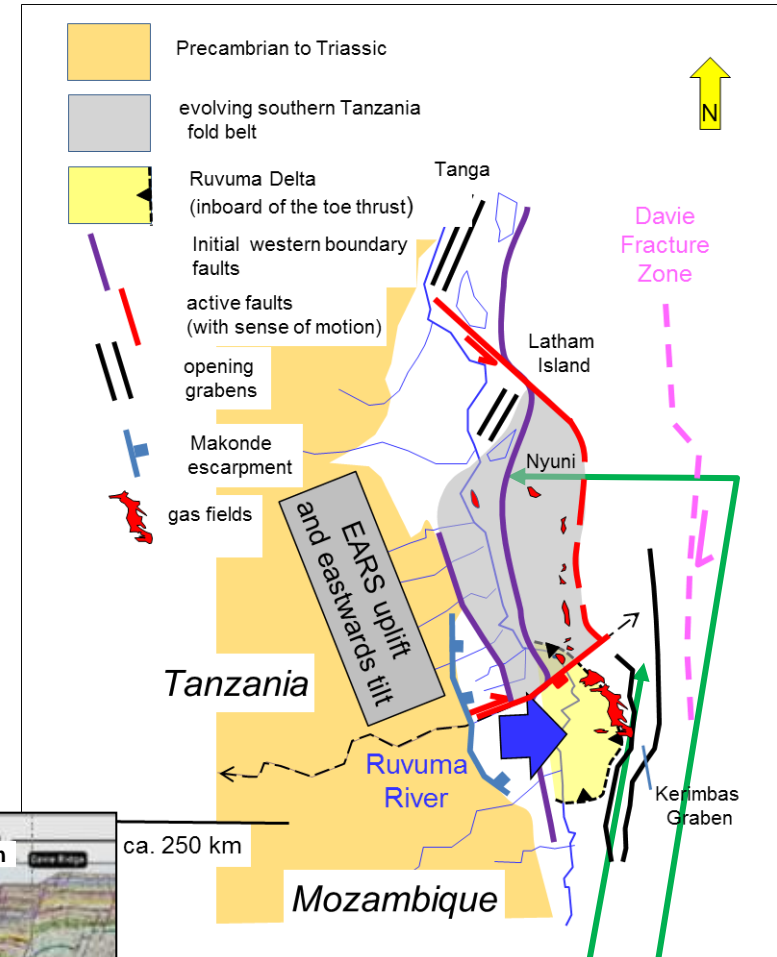 Precambrian to Triassic
evolving southern Tanzania
fold belt
Ruvuma Delta
(inboard of the toe thrust)
Initial western boundary
faults
active faults
(with sense of motion)
opening
grabens
Makonde
escarpment
gas fields
N
Tanga
Davie
Fracture
Zone
Latham
Island
Nyuni
EARS uplift
and eastwards tilt
Tanzania
Ruvuma
River
Kerimbas
Graben
ca. 250 km
Mozambique
Davie Ridge